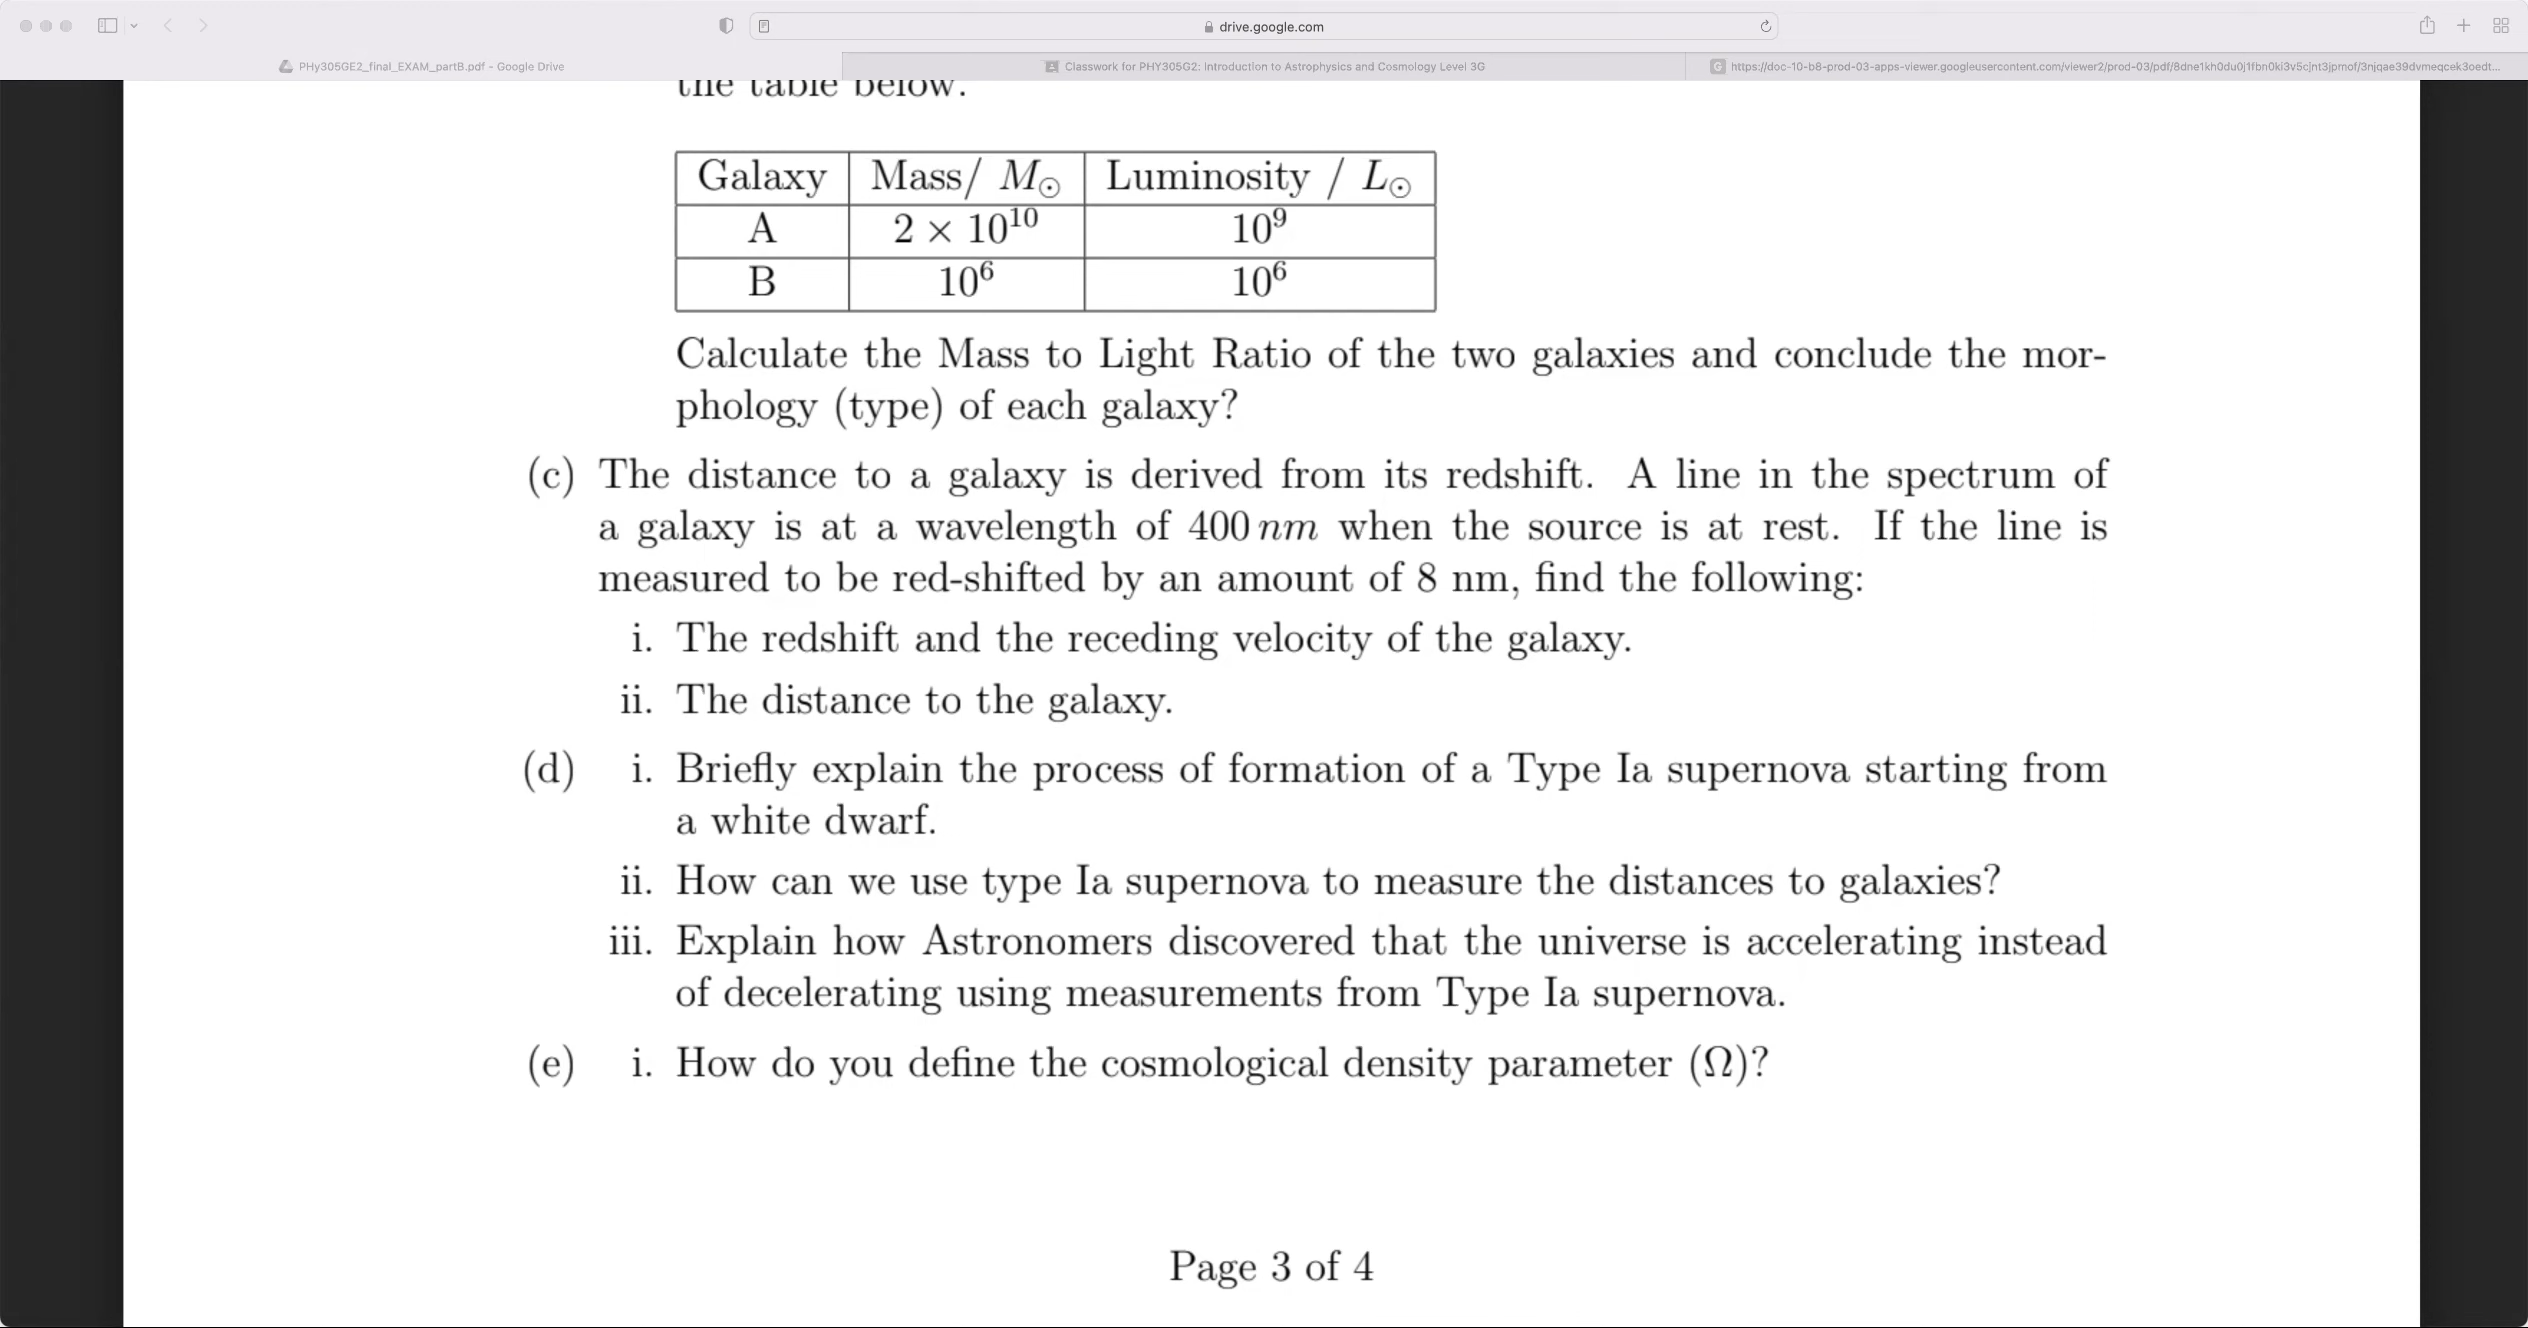 drive.google.com
PHy305GE2_final_EXAM_partB.pdf - Google Drive
Classwork for PHY305G2: Introduction to Astrophysics and Cosmology Level 3G
the table below.
Galaxy Mass/ M⊙ Luminosity / L⊙
A 2 × 10¹⁰ 10⁹
B 10⁶ 10⁶
Calculate the Mass to Light Ratio of the two galaxies and conclude the mor-
phology (type) of each galaxy?
(c) The distance to a galaxy is derived from its redshift. A line in the spectrum of
a galaxy is at a wavelength of 400 nm when the source is at rest. If the line is
measured to be red-shifted by an amount of 8 nm, find the following:
i. The redshift and the receding velocity of the galaxy.
ii. The distance to the galaxy.
(d) i. Briefly explain the process of formation of a Type Ia supernova starting from
a white dwarf.
ii. How can we use type Ia supernova to measure the distances to galaxies?
iii. Explain how Astronomers discovered that the universe is accelerating instead
of decelerating using measurements from Type Ia supernova.
(e) i. How do you define the cosmological density parameter (Ω)?
Page 3 of 4